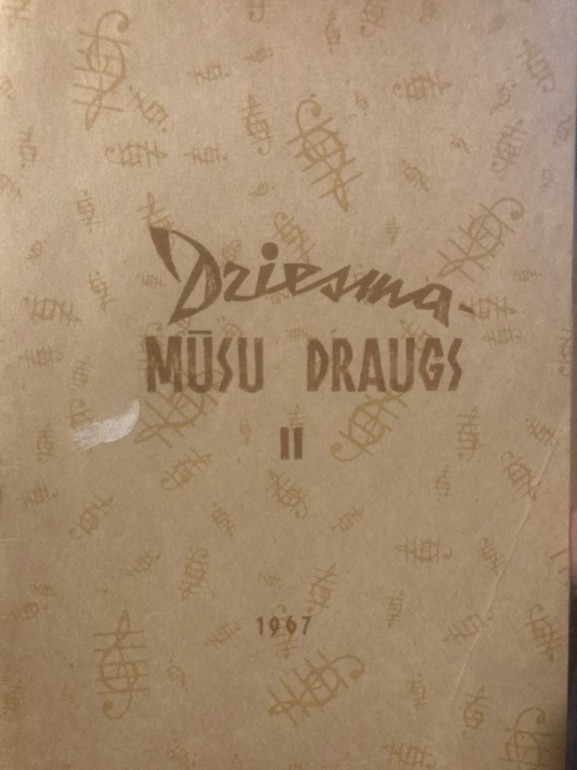 Dziesma-
MŪSU DRAUGS
II
1967